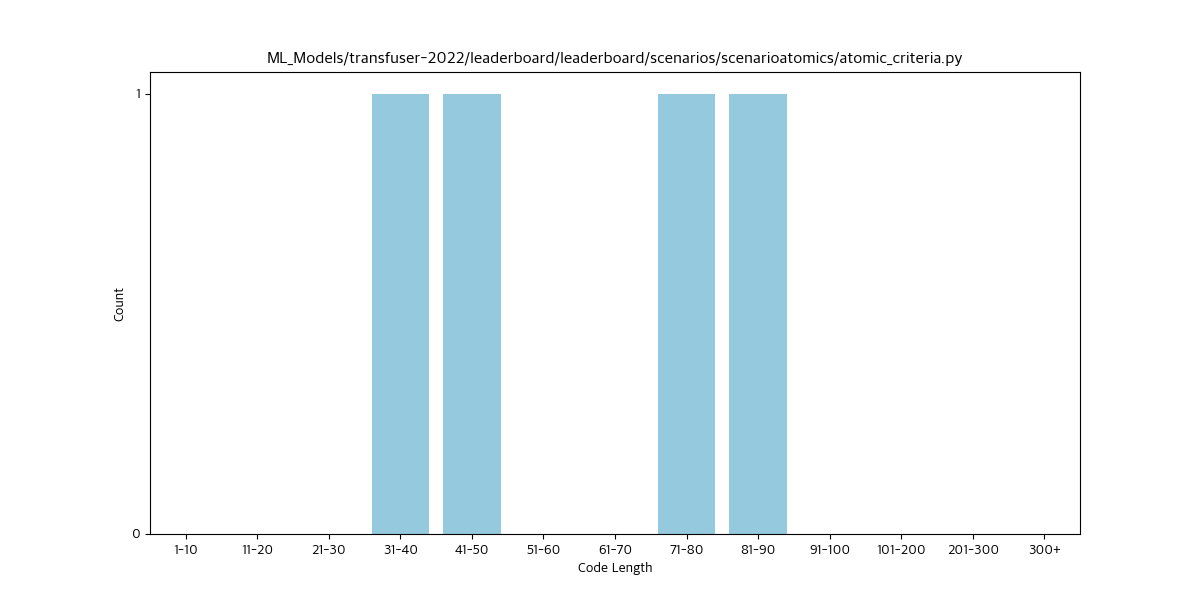 ML_Models/transfuser-2022/leaderboard/leaderboard/scenarios/scenarioatomics/atomic_criteria.py
1
Count
0
1-10 11-20 21-30 31-40 41-50 51-60 61-70 71-80 81-90 91-100 101-200 201-300 300+
Code Length